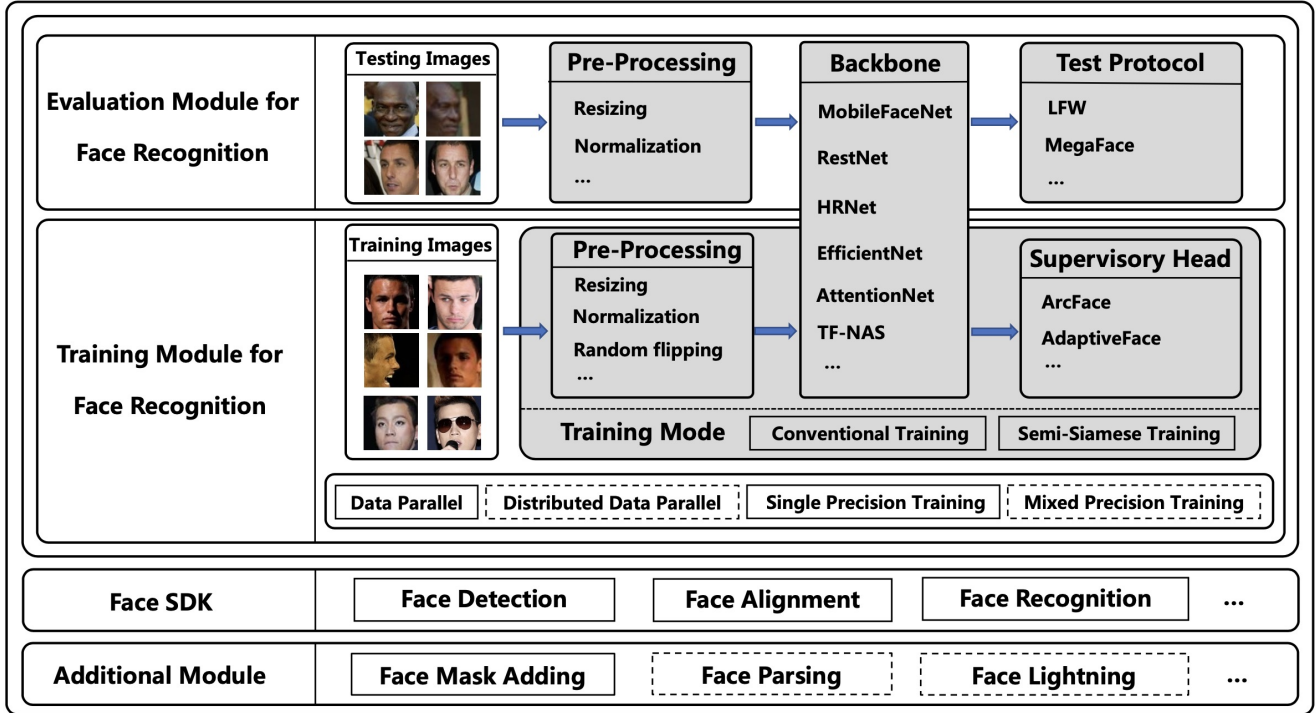 Evaluation Module for
Face Recognition
Testing Images
Pre-Processing
Resizing
Normalization
...
Backbone
MobileFaceNet
RestNet
HRNet
EfficientNet
AttentionNet
TF-NAS
...
Test Protocol
LFW
MegaFace
...
Training Module for
Face Recognition
Training Images
Pre-Processing
Resizing
Normalization
Random flipping
...
Supervisory Head
ArcFace
AdaptiveFace
...
Training Mode
Conventional Training
Semi-Siamese Training
Data Parallel
Distributed Data Parallel
Single Precision Training
Mixed Precision Training
Face SDK
Face Detection
Face Alignment
Face Recognition
...
Additional Module
Face Mask Adding
Face Parsing
Face Lightning
...